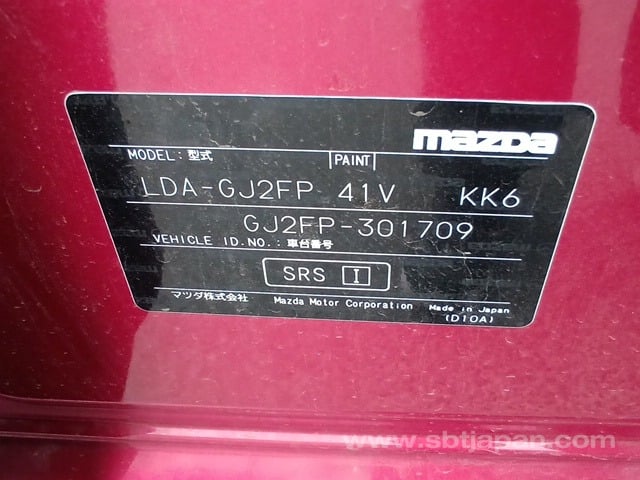 mazda
MODEL:型式 PAINT
LDA-GJ2FP 41V KK6
GJ2FP-301709
VEHICLE ID.NO.:車台番号
SRS I
マツダ株式会社 Mazda Motor Corporation Made in Japan
(D10A)
www.sbtjapan.com